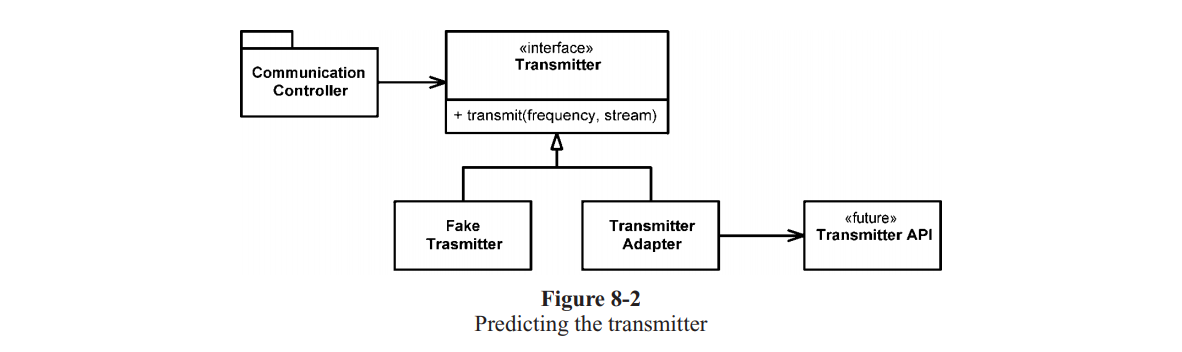 Communication
Controller
«interface»
Transmitter
+ transmit(frequency, stream)
Fake
Trasmitter
Transmitter
Adapter
«future»
Transmitter API
Figure 8-2
Predicting the transmitter